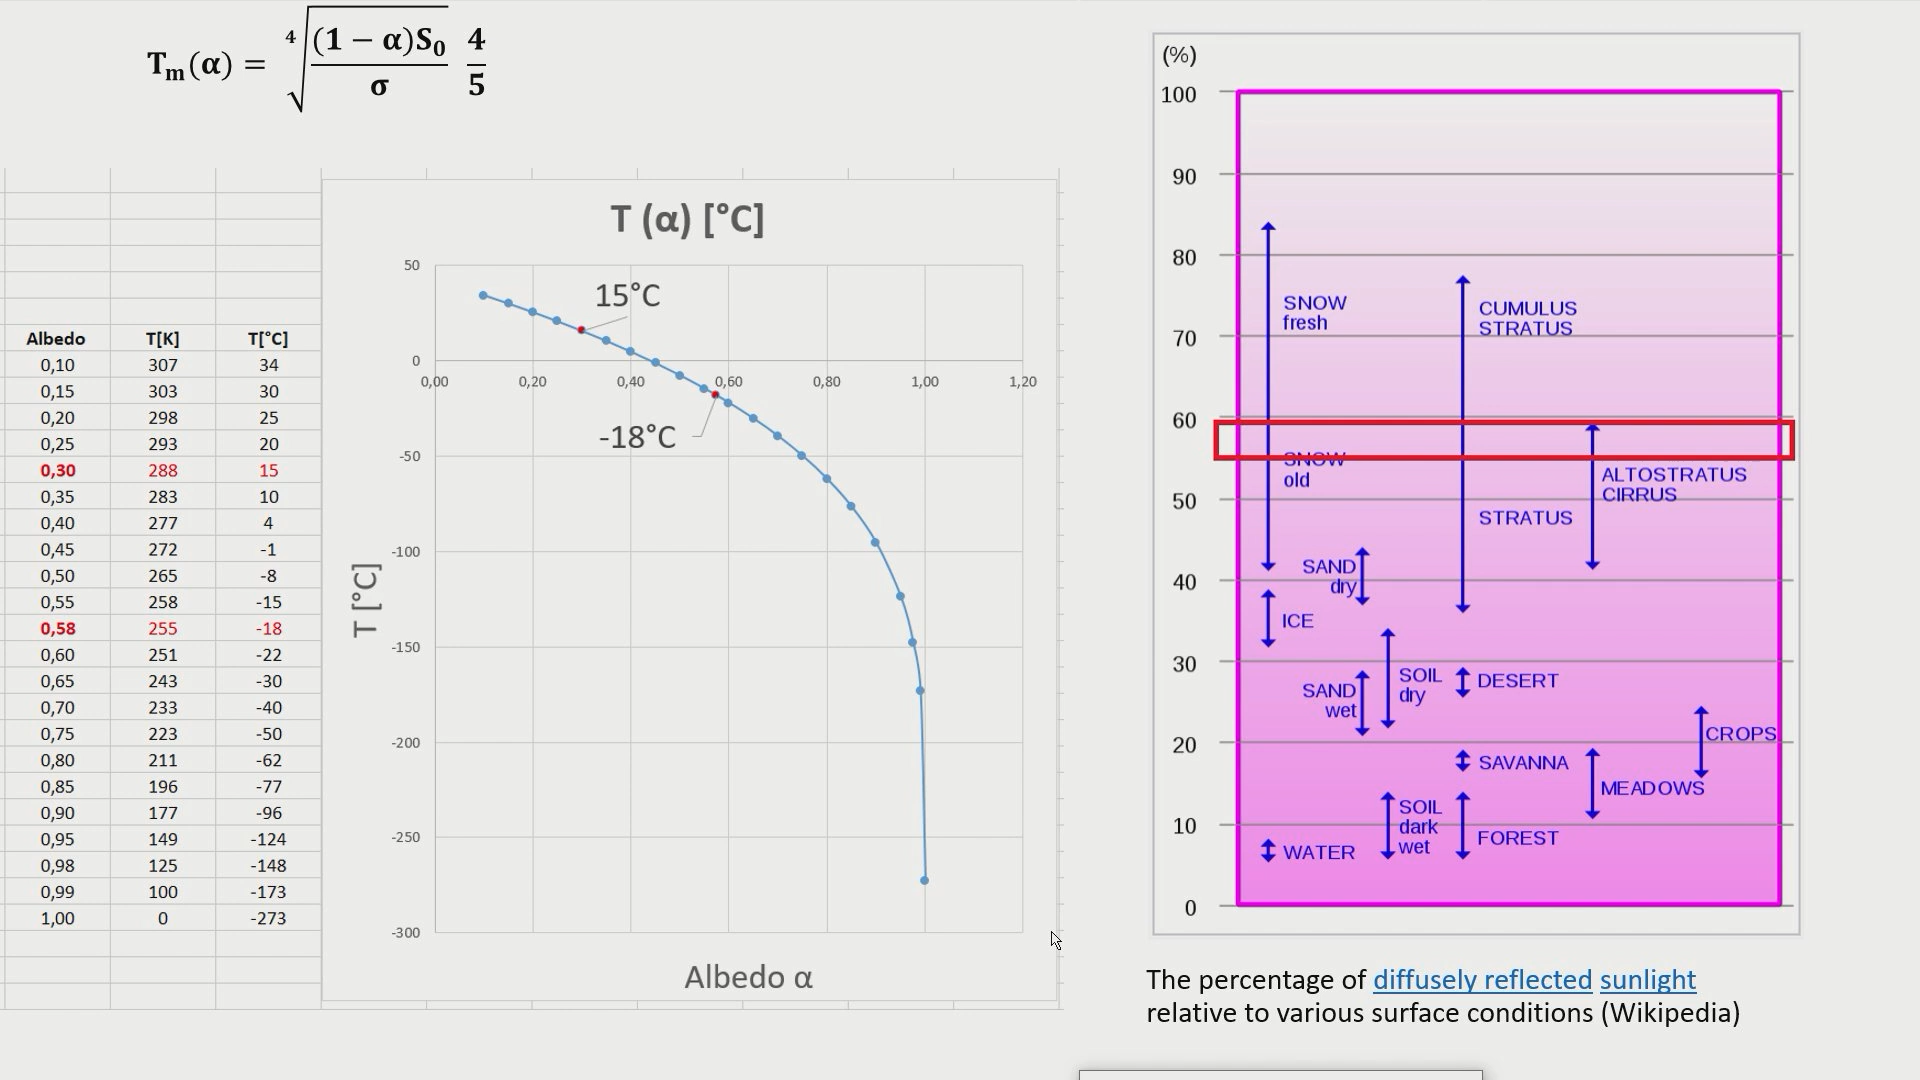 Tₘ(α) = ⁴√((1 − α)S₀ / σ) 4/5
Albedo T[K] T[°C]
0,10 307 34
0,15 303 30
0,20 298 25
0,25 293 20
0,30 288 15
0,35 283 10
0,40 277 4
0,45 272 -1
0,50 265 -8
0,55 258 -15
0,58 255 -18
0,60 251 -22
0,65 243 -30
0,70 233 -40
0,75 223 -50
0,80 211 -62
0,85 196 -77
0,90 177 -96
0,95 149 -124
0,98 125 -148
0,99 100 -173
1,00 0 -273
T (α) [°C]
50
0
-50
-100
-150
-200
-250
-300
0,00 0,20 0,40 0,60 0,80 1,00 1,20
15°C
-18°C
T [°C]
Albedo α
(%)
100
90
80
70
60
50
40
30
20
10
0
SNOW
fresh
CUMULUS
STRATUS
SNOW
old
ALTOSTRATUS
CIRRUS
STRATUS
SAND
dry
ICE
SOIL
dry
DESERT
SAND
wet
CROPS
SAVANNA
MEADOWS
SOIL
dark
wet
FOREST
WATER
The percentage of diffusely reflected sunlight
relative to various surface conditions (Wikipedia)